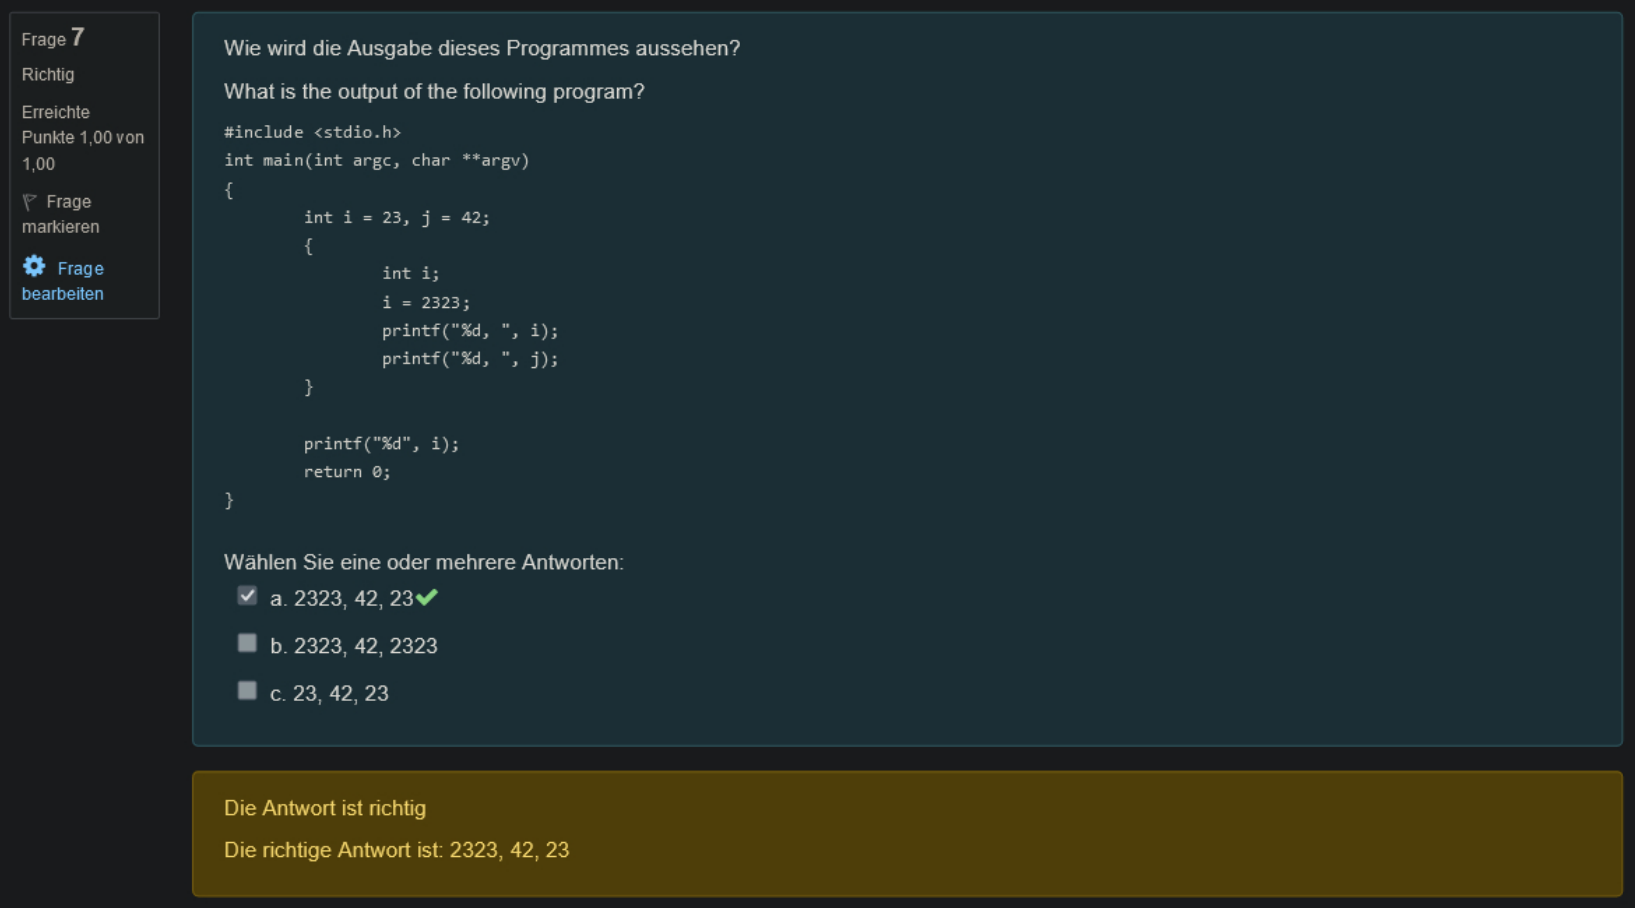 Frage 7
Richtig
Erreichte
Punkte 1,00 von
1,00
Frage
markieren
Frage
bearbeiten
Wie wird die Ausgabe dieses Programmes aussehen?
What is the output of the following program?
#include <stdio.h>
int main(int argc, char **argv)
{
        int i = 23, j = 42;
        {
                int i;
                i = 2323;
                printf("%d, ", i);
                printf("%d, ", j);
        }
        printf("%d", i);
        return 0;
}
Wählen Sie eine oder mehrere Antworten:
a. 2323, 42, 23
b. 2323, 42, 2323
c. 23, 42, 23
Die Antwort ist richtig
Die richtige Antwort ist: 2323, 42, 23